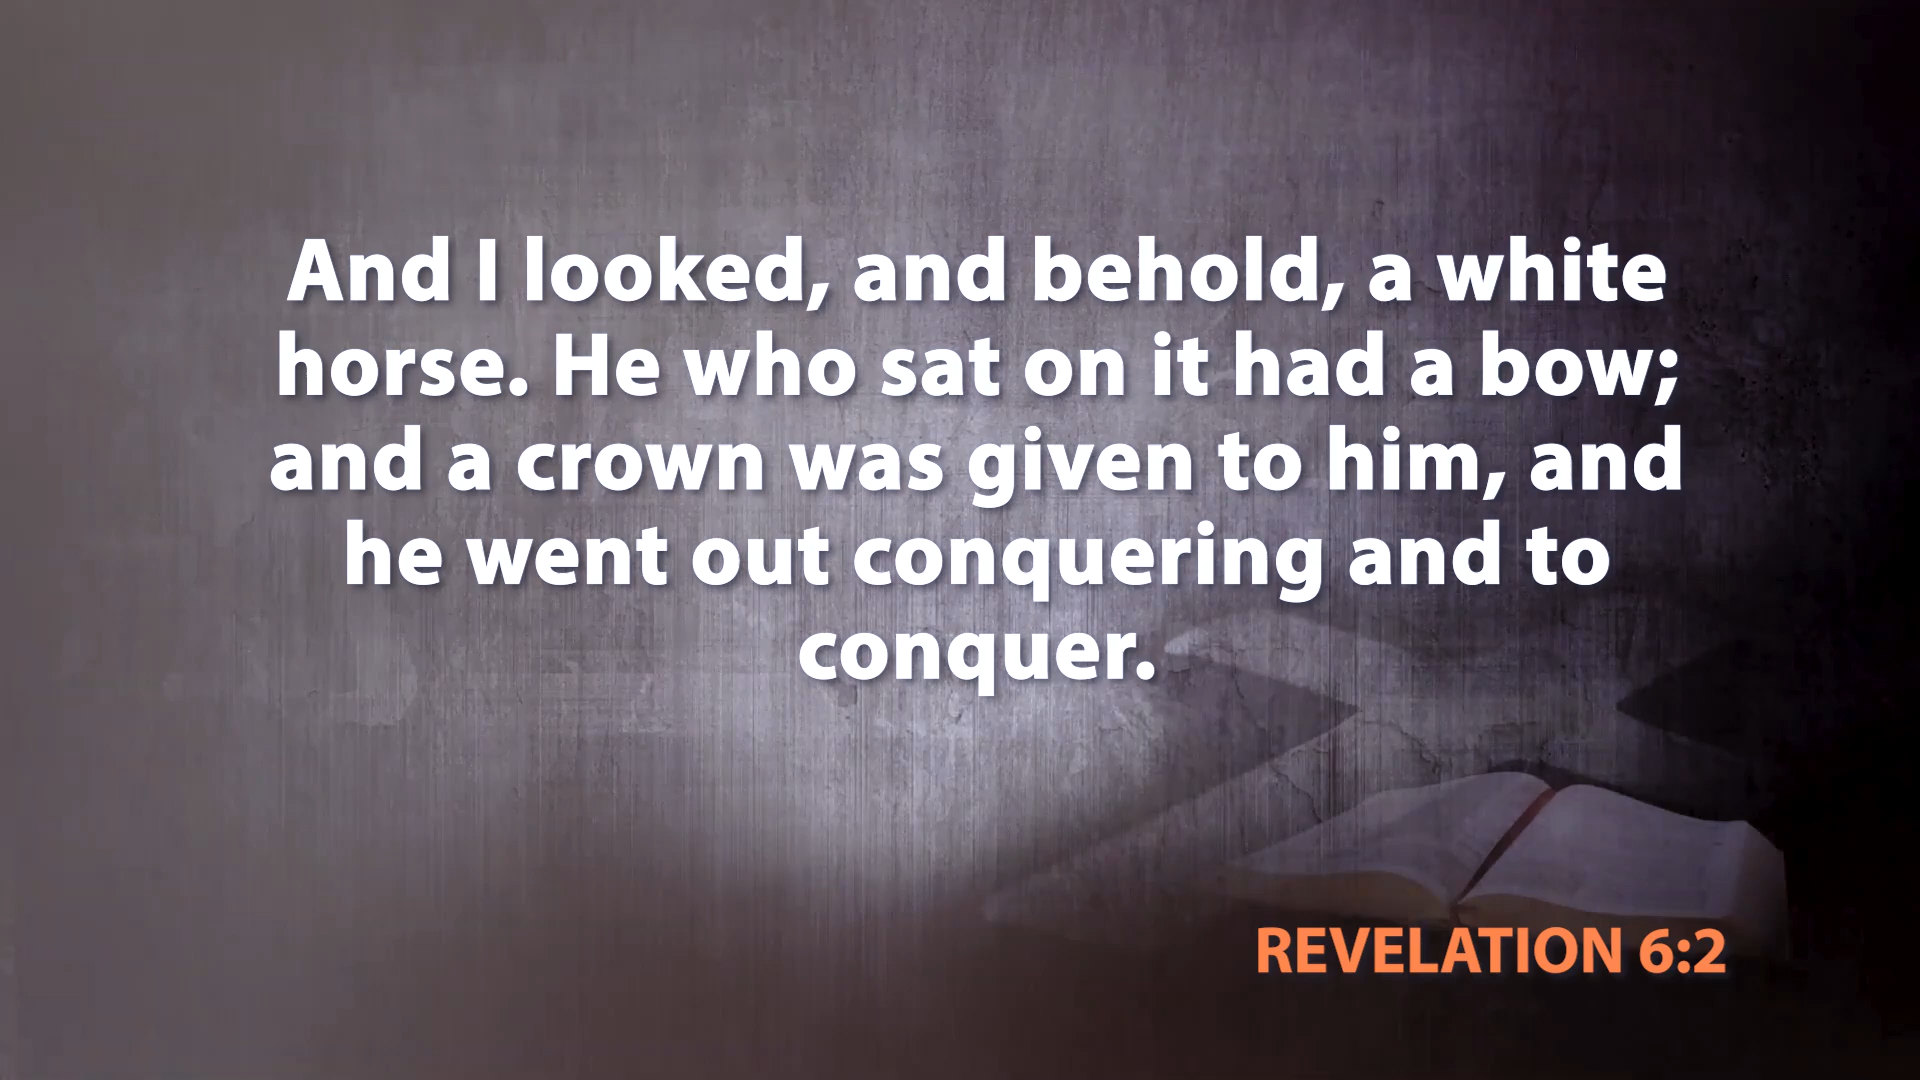 And I looked, and behold, a white
horse. He who sat on it had a bow;
and a crown was given to him, and
he went out conquering and to
conquer.
REVELATION 6:2